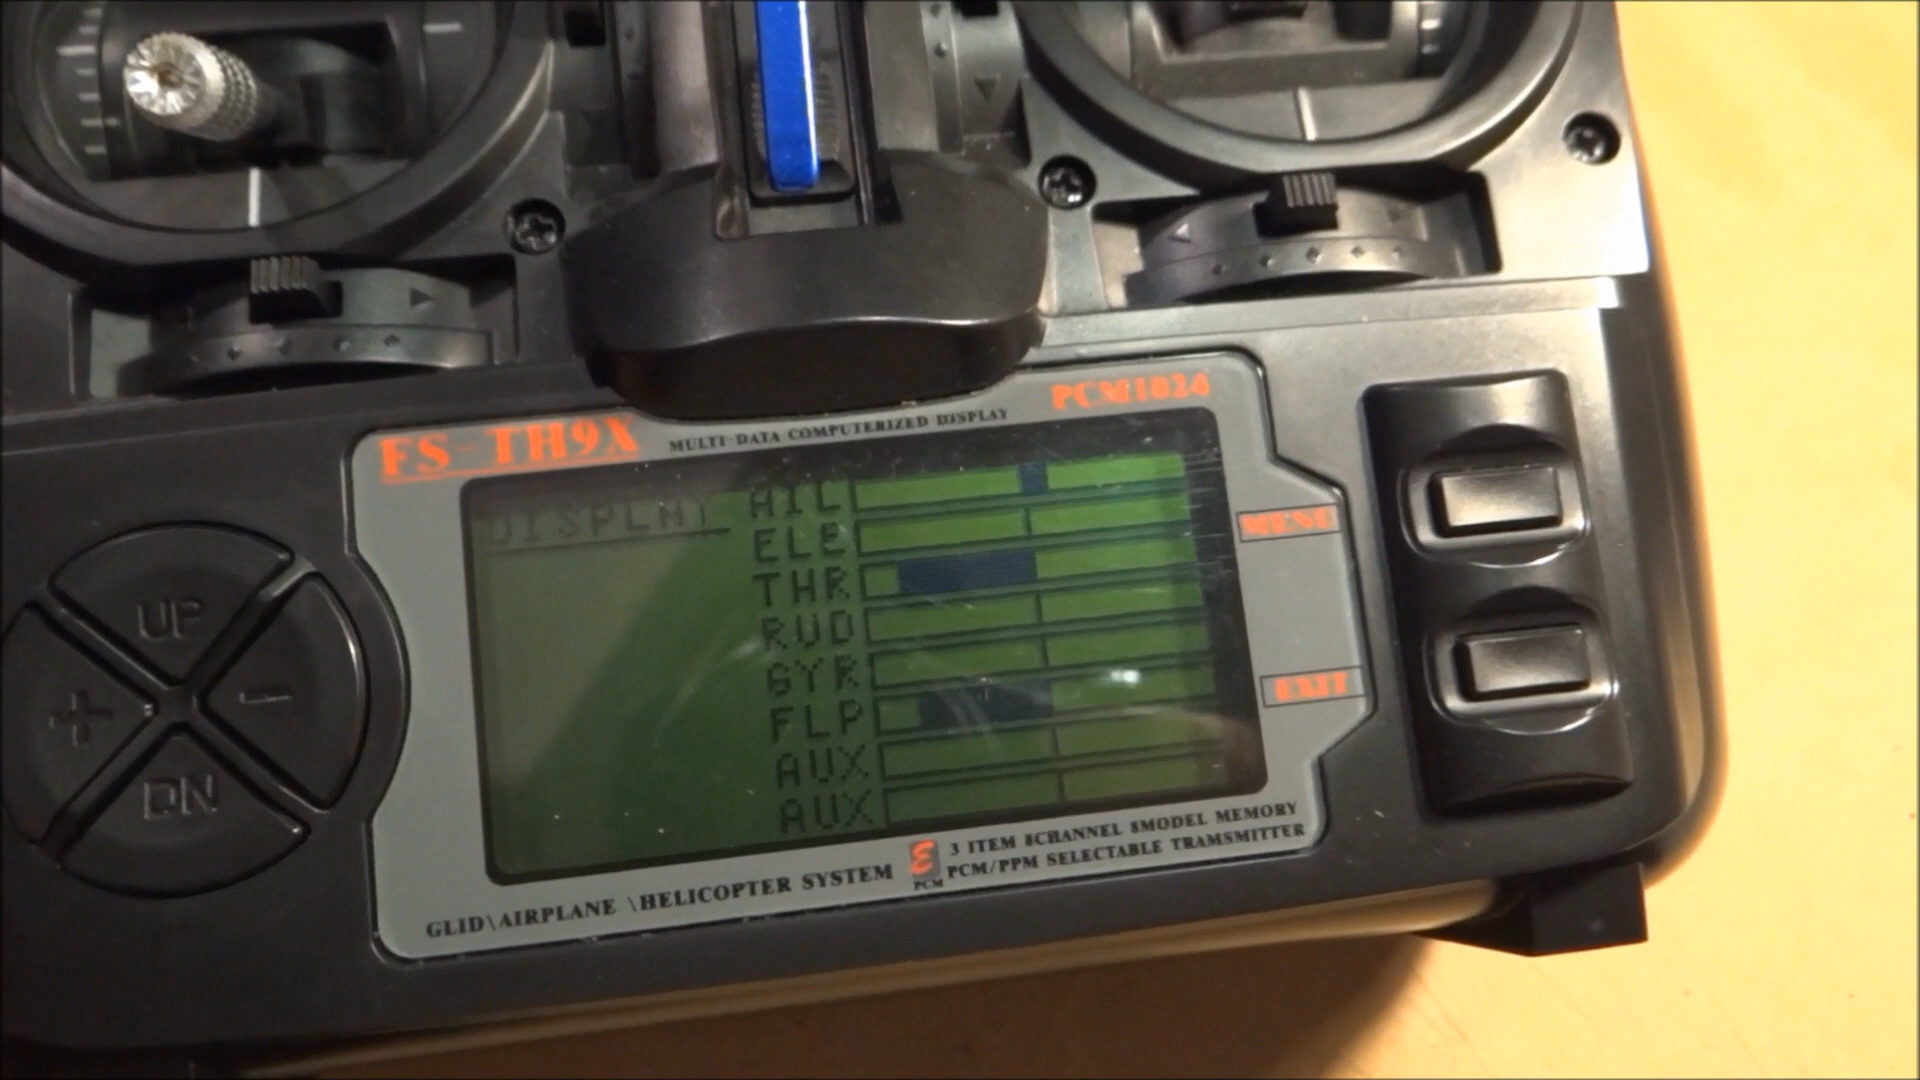 FS-TH9X MULTI-DATA COMPUTERIZED DISPLAY PCM1024
DISPLAY
AIL
ELE
THR
RUD
GYR
FLP
AUX
AUX
MENU
EXIT
UP
+ -
DN
GLID\AIRPLANE \HELICOPTER SYSTEM
E
PCM
3 ITEM 8CHANNEL 8MODEL MEMORY
PCM/PPM SELECTABLE TRAMSMITTER